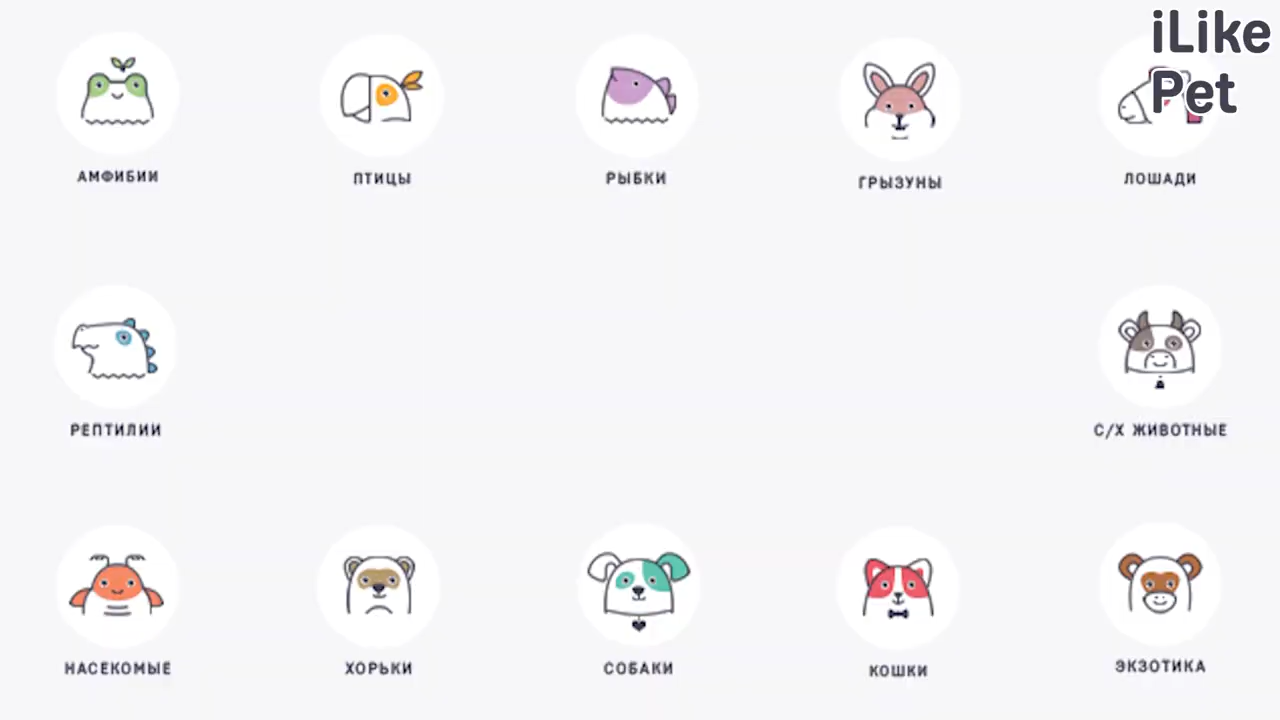 iLike
Pet
АМФИБИИ
ПТИЦЫ
РЫБКИ
ГРЫЗУНЫ
ЛОШАДИ
РЕПТИЛИИ
С/Х ЖИВОТНЫЕ
НАСЕКОМЫЕ
ХОРЬКИ
СОБАКИ
КОШКИ
ЭКЗОТИКА